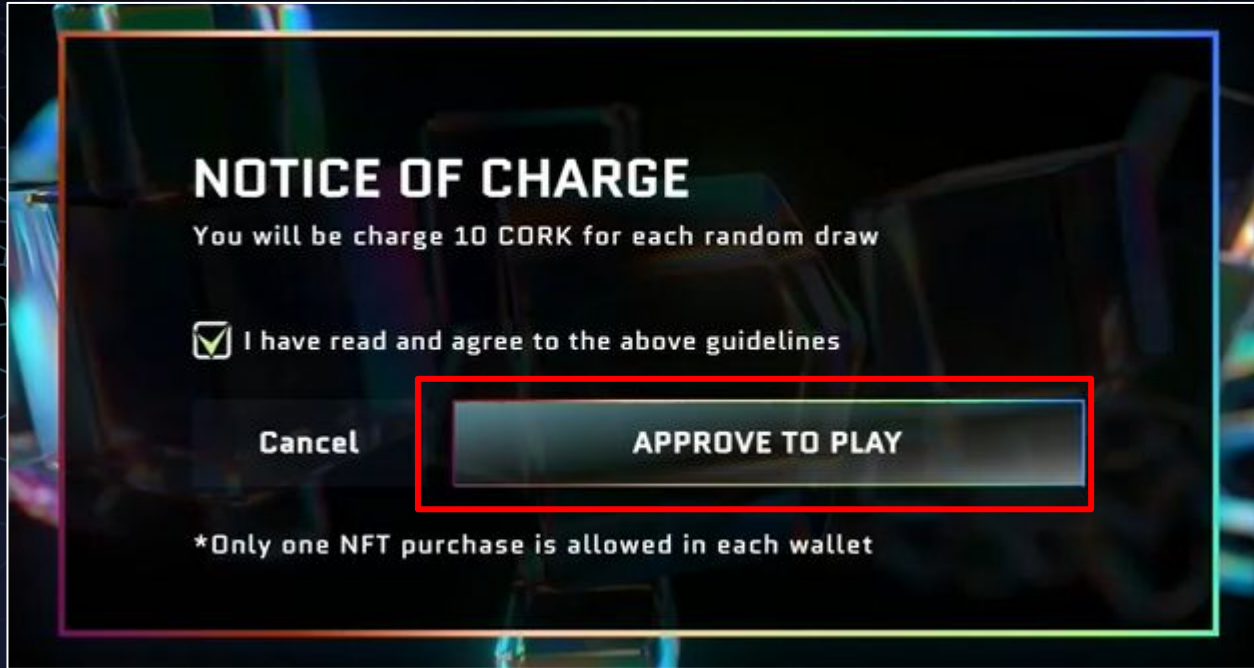 NOTICE OF CHARGE
You will be charge 10 CORK for each random draw
I have read and agree to the above guidelines
Cancel
APPROVE TO PLAY
*Only one NFT purchase is allowed in each wallet